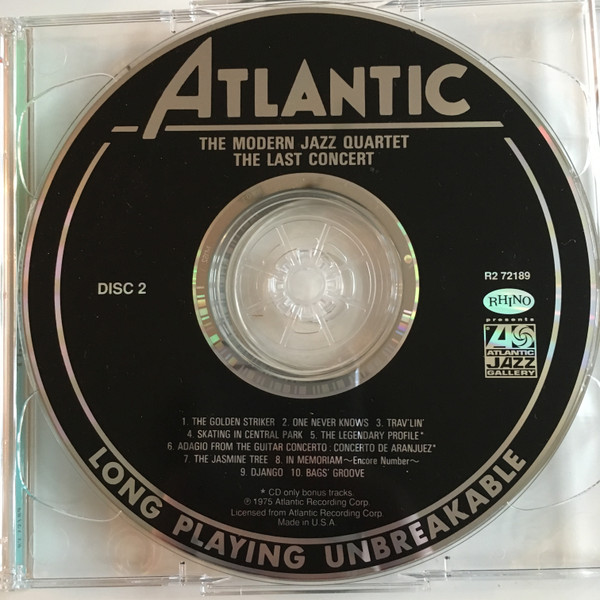 ATLANTIC
THE MODERN JAZZ QUARTET
THE LAST CONCERT
DISC 2
R2 72189
RHINO
presents
ATLANTIC
JAZZ
GALLERY
1. THE GOLDEN STRIKER 2. ONE NEVER KNOWS 3. TRAV'LIN'
4. SKATING IN CENTRAL PARK 5. THE LEGENDARY PROFILE*
6. ADAGIO FROM THE GUITAR CONCERTO : CONCERTO DE ARANJUEZ*
7. THE JASMINE TREE 8. IN MEMORIAM ~Encore Number~
9. DJANGO 10. BAGS' GROOVE
* CD only bonus tracks.
℗ 1975 Atlantic Recording Corp.
Licensed from Atlantic Recording Corp.
Made in U.S.A.
LONG PLAYING UNBREAKABLE